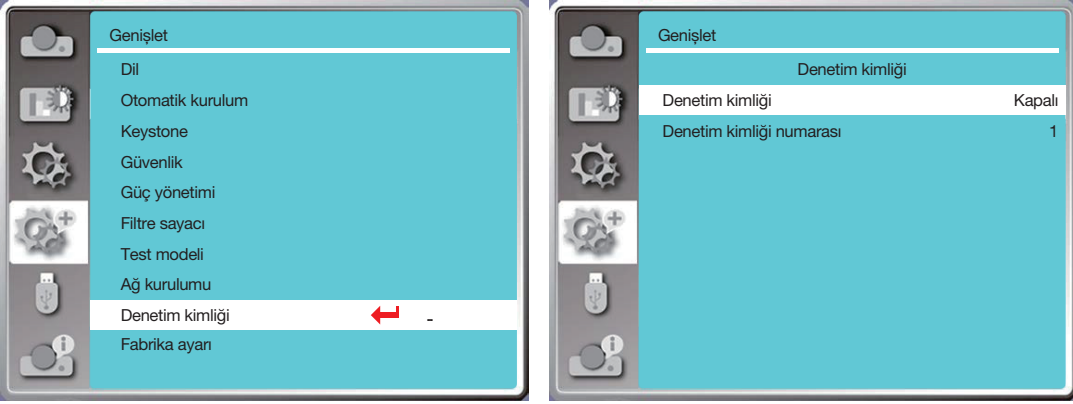 Genişlet
Dil
Otomatik kurulum
Keystone
Güvenlik
Güç yönetimi
Filtre sayacı
Test modeli
Ağ kurulumu
Denetim kimliği -
Fabrika ayarı
Genişlet
Denetim kimliği
Denetim kimliği Kapalı
Denetim kimliği numarası 1